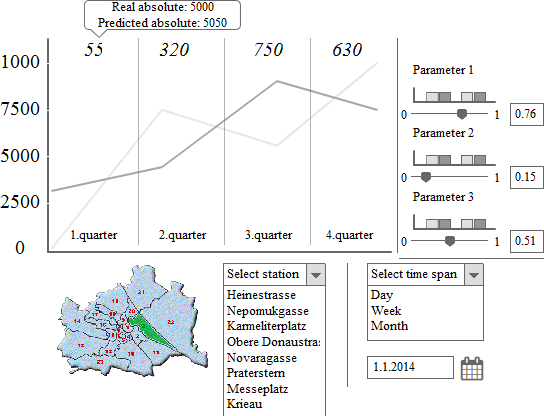 Real absolute: 5000
Predicted absolute: 5050
55 320 750 630
1000
7500
5000
2500
0
1.quarter 2.quarter 3.quarter 4.quarter
Parameter 1
0 1 0.76
Parameter 2
0 1 0.15
Parameter 3
0 1 0.51
Select station
Heinestrasse
Nepomukgasse
Karmeliterplatz
Obere Donaustras
Novaragasse
Praterstern
Messeplatz
Krieau
Select time span
Day
Week
Month
1.1.2014
21
22